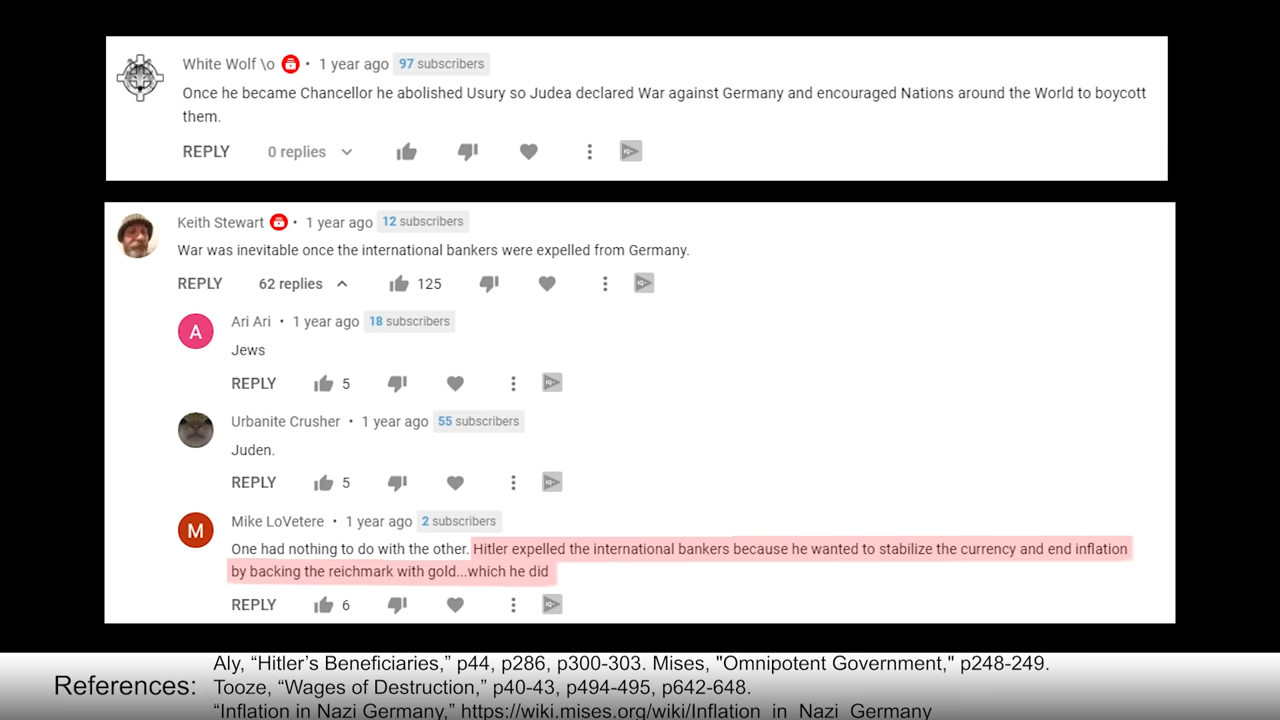 White Wolf \o • 1 year ago 97 subscribers
Once he became Chancellor he abolished Usury so Judea declared War against Germany and encouraged Nations around the World to boycott
them.
REPLY 0 replies
Keith Stewart • 1 year ago 12 subscribers
War was inevitable once the international bankers were expelled from Germany.
REPLY 62 replies 125
A
Ari Ari • 1 year ago 18 subscribers
Jews
REPLY 5
Urbanite Crusher • 1 year ago 55 subscribers
Juden.
REPLY 5
M
Mike LoVetere • 1 year ago 2 subscribers
One had nothing to do with the other. Hitler expelled the international bankers because he wanted to stabilize the currency and end inflation
by backing the reichmark with gold...which he did
REPLY 6
Aly, “Hitler’s Beneficiaries,” p44, p286, p300-303. Mises, "Omnipotent Government," p248-249.
References: Tooze, “Wages of Destruction,” p40-43, p494-495, p642-648.
“Inflation in Nazi Germany,” https://wiki.mises.org/wiki/Inflation_in_Nazi_Germany